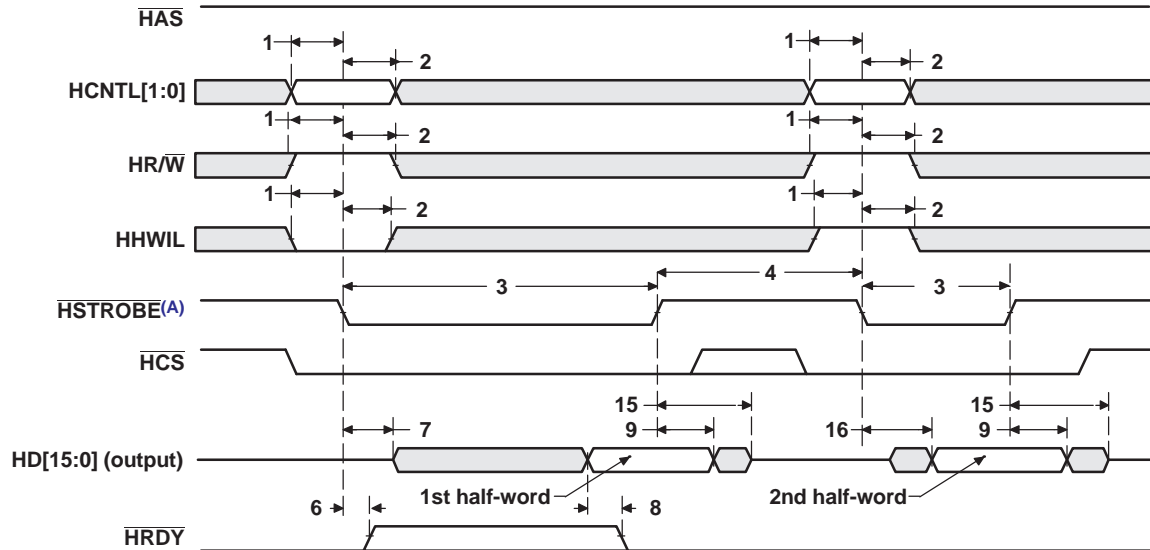 HAS
1
1
2
2
HCNTL[1:0]
1
2
1
2
HR/W
1
2
1
2
HHWIL
4
3
3
HSTROBE(A)
HCS
15
15
7
9
16
9
HD[15:0] (output)
1st half-word
2nd half-word
6
8
HRDY